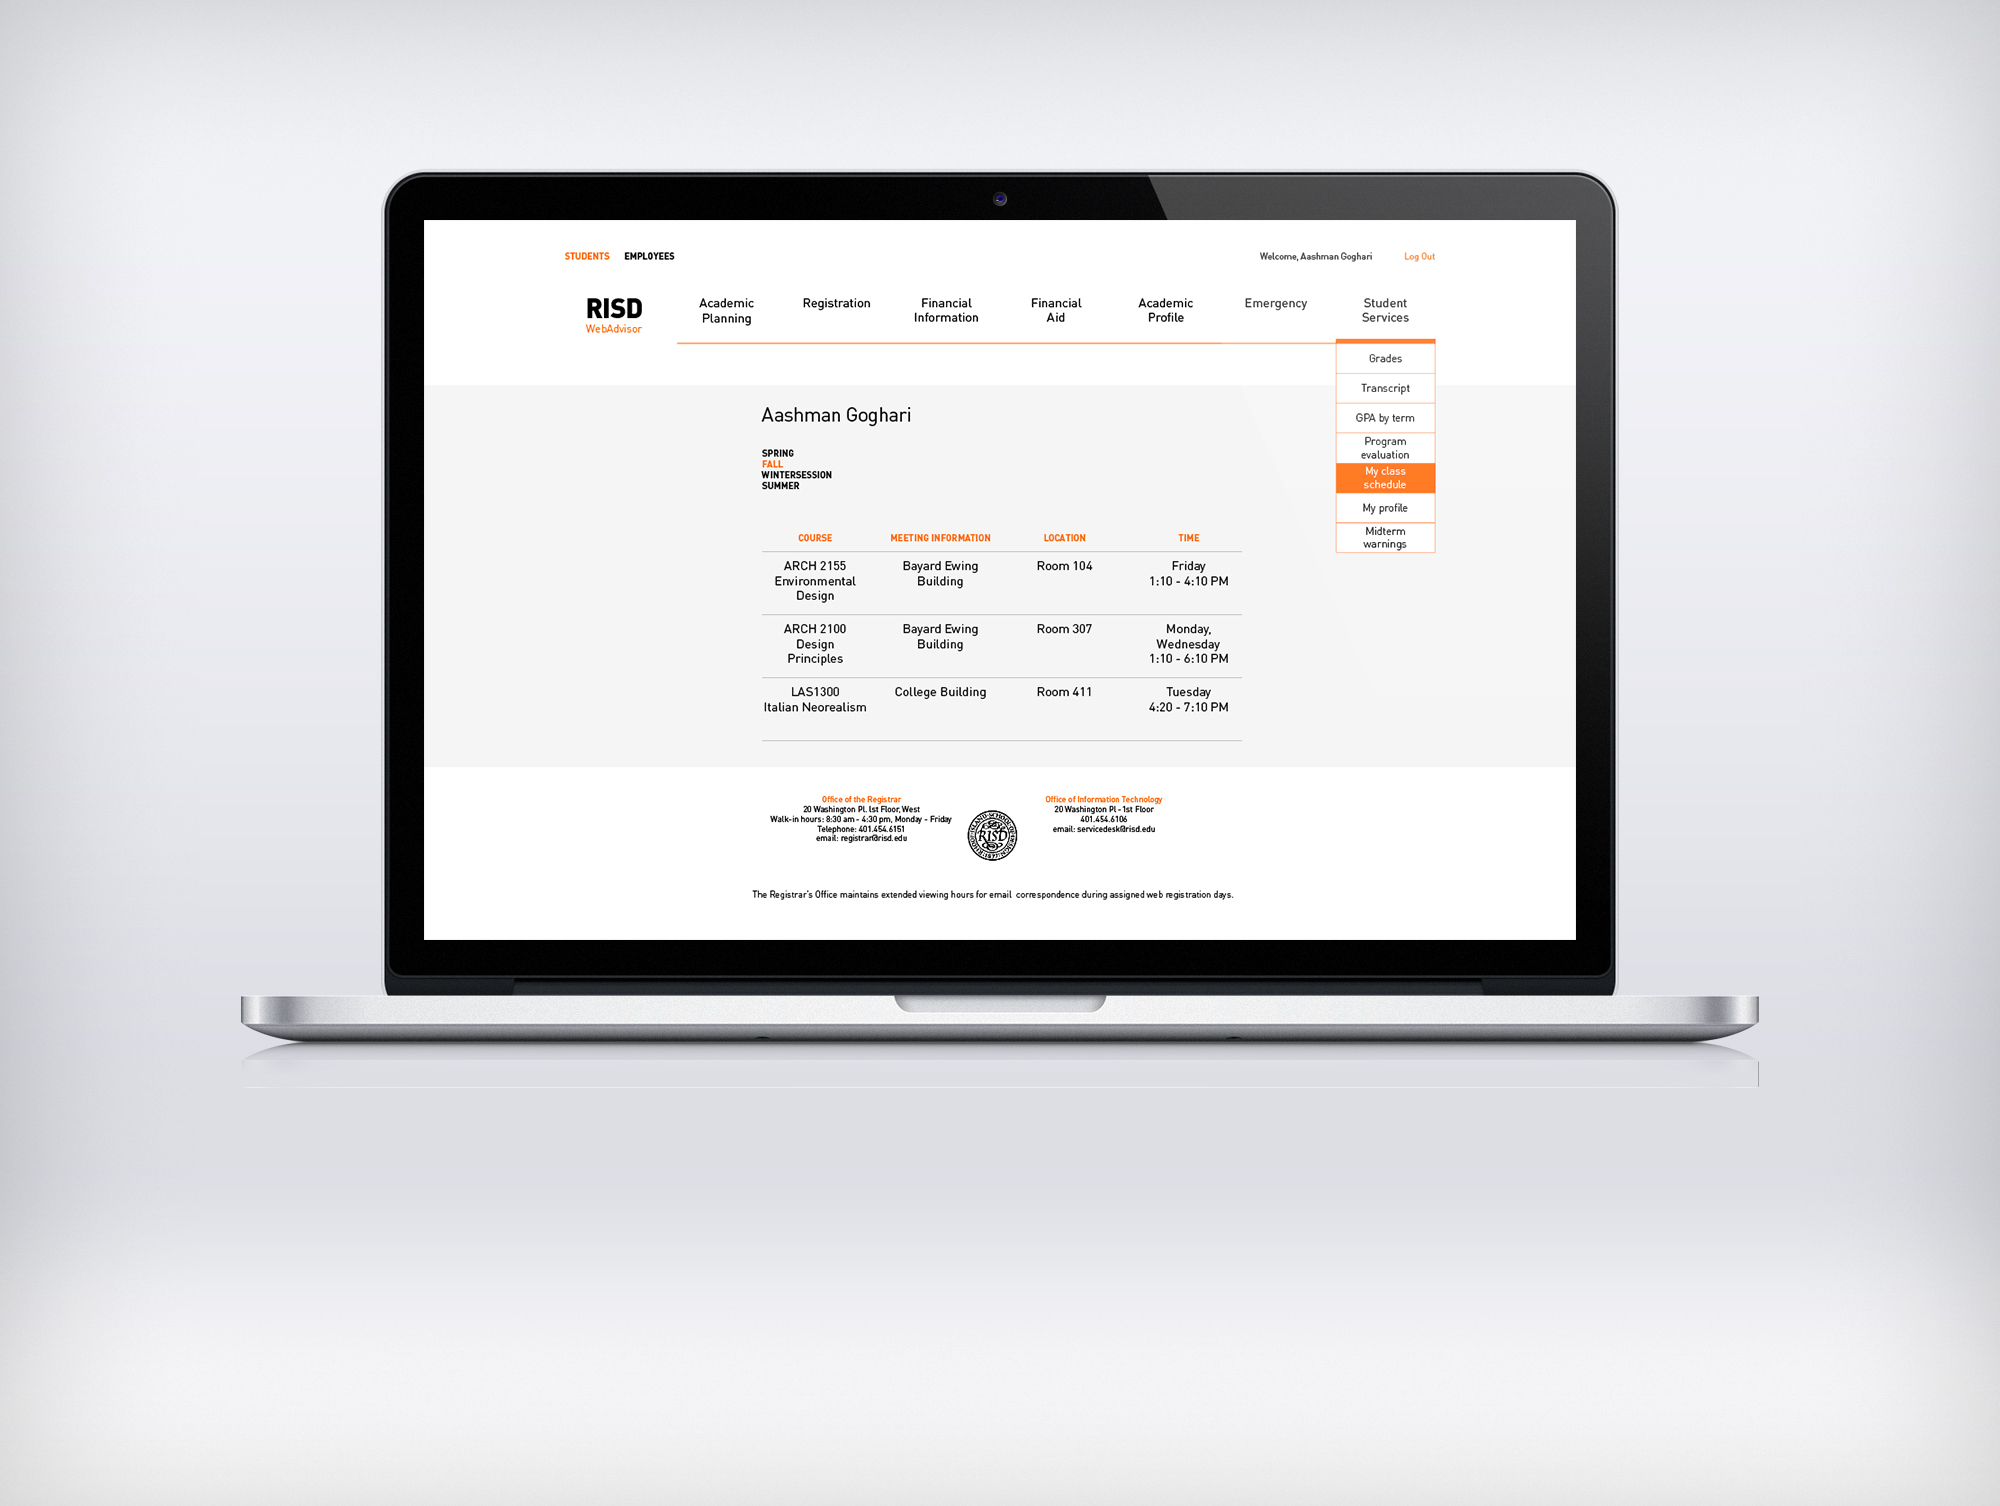 STUDENTS EMPLOYEES
Welcome, Aashman Goghari Log Out
RISD
WebAdvisor
Academic
Planning
Registration
Financial
Information
Financial
Aid
Academic
Profile
Emergency
Student
Services
Grades
Transcript
GPA by term
Program
evaluation
My class
schedule
My profile
Midterm
warnings
Aashman Goghari
SPRING
FALL
WINTERSESSION
SUMMER
COURSE MEETING INFORMATION LOCATION TIME
ARCH 2155
Environmental
Design
Bayard Ewing
Building
Room 104
Friday
1:10 - 4:10 PM
ARCH 2100
Design
Principles
Bayard Ewing
Building
Room 307
Monday,
Wednesday
1:10 - 6:10 PM
LAS1300
Italian Neorealism
College Building
Room 411
Tuesday
4:20 - 7:10 PM
Office of the Registrar
20 Washington Pl. 1st Floor, West
Walk-in hours: 8:30 am - 4:30 pm, Monday - Friday
Telephone: 401.454.6151
email: registrar@risd.edu
RISD
Office of Information Technology
20 Washington Pl - 1st Floor
401.454.6106
email: servicedesk@risd.edu
The Registrar's Office maintains extended viewing hours for email correspondence during assigned web registration days.